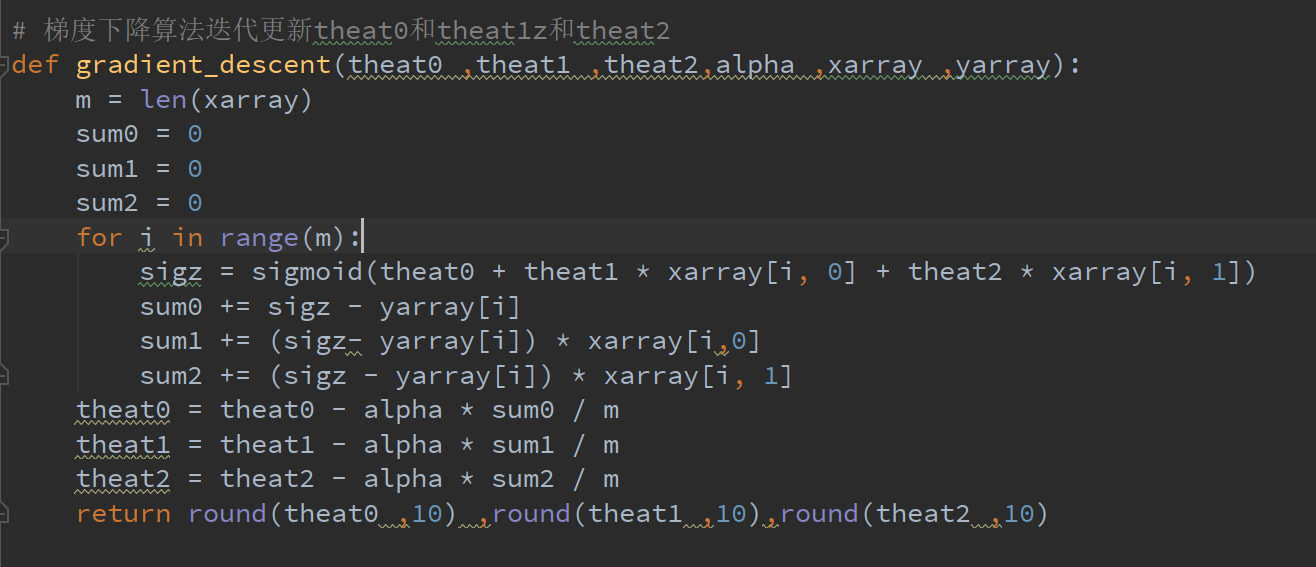 # 梯度下降算法迭代更新theat0和theat1z和theat2
def gradient_descent(theat0 ,theat1 ,theat2,alpha ,xarray ,yarray):
    m = len(xarray)
    sum0 = 0
    sum1 = 0
    sum2 = 0
    for i in range(m):
        sigz = sigmoid(theat0 + theat1 * xarray[i, 0] + theat2 * xarray[i, 1])
        sum0 += sigz - yarray[i]
        sum1 += (sigz- yarray[i]) * xarray[i,0]
        sum2 += (sigz - yarray[i]) * xarray[i, 1]
    theat0 = theat0 - alpha * sum0 / m
    theat1 = theat1 - alpha * sum1 / m
    theat2 = theat2 - alpha * sum2 / m
    return round(theat0 ,10) ,round(theat1 ,10),round(theat2 ,10)